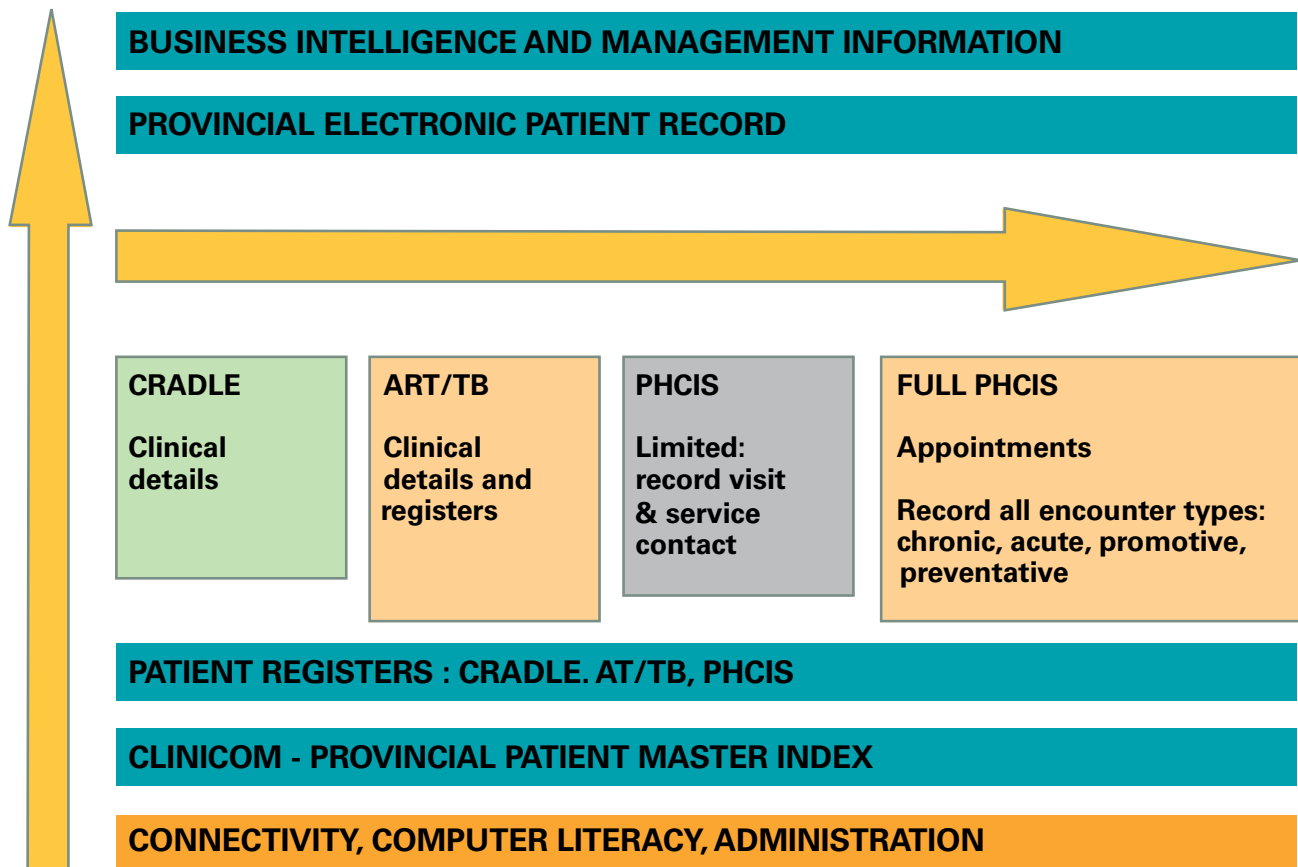 BUSINESS INTELLIGENCE AND MANAGEMENT INFORMATION
PROVINCIAL ELECTRONIC PATIENT RECORD
CRADLE
Clinical
details
ART/TB
Clinical
details and
registers
PHCIS
Limited:
record visit
& service
contact
FULL PHCIS
Appointments
Record all encounter types:
chronic, acute, promotive,
preventative
PATIENT REGISTERS : CRADLE. AT/TB, PHCIS
CLINICOM - PROVINCIAL PATIENT MASTER INDEX
CONNECTIVITY, COMPUTER LITERACY, ADMINISTRATION